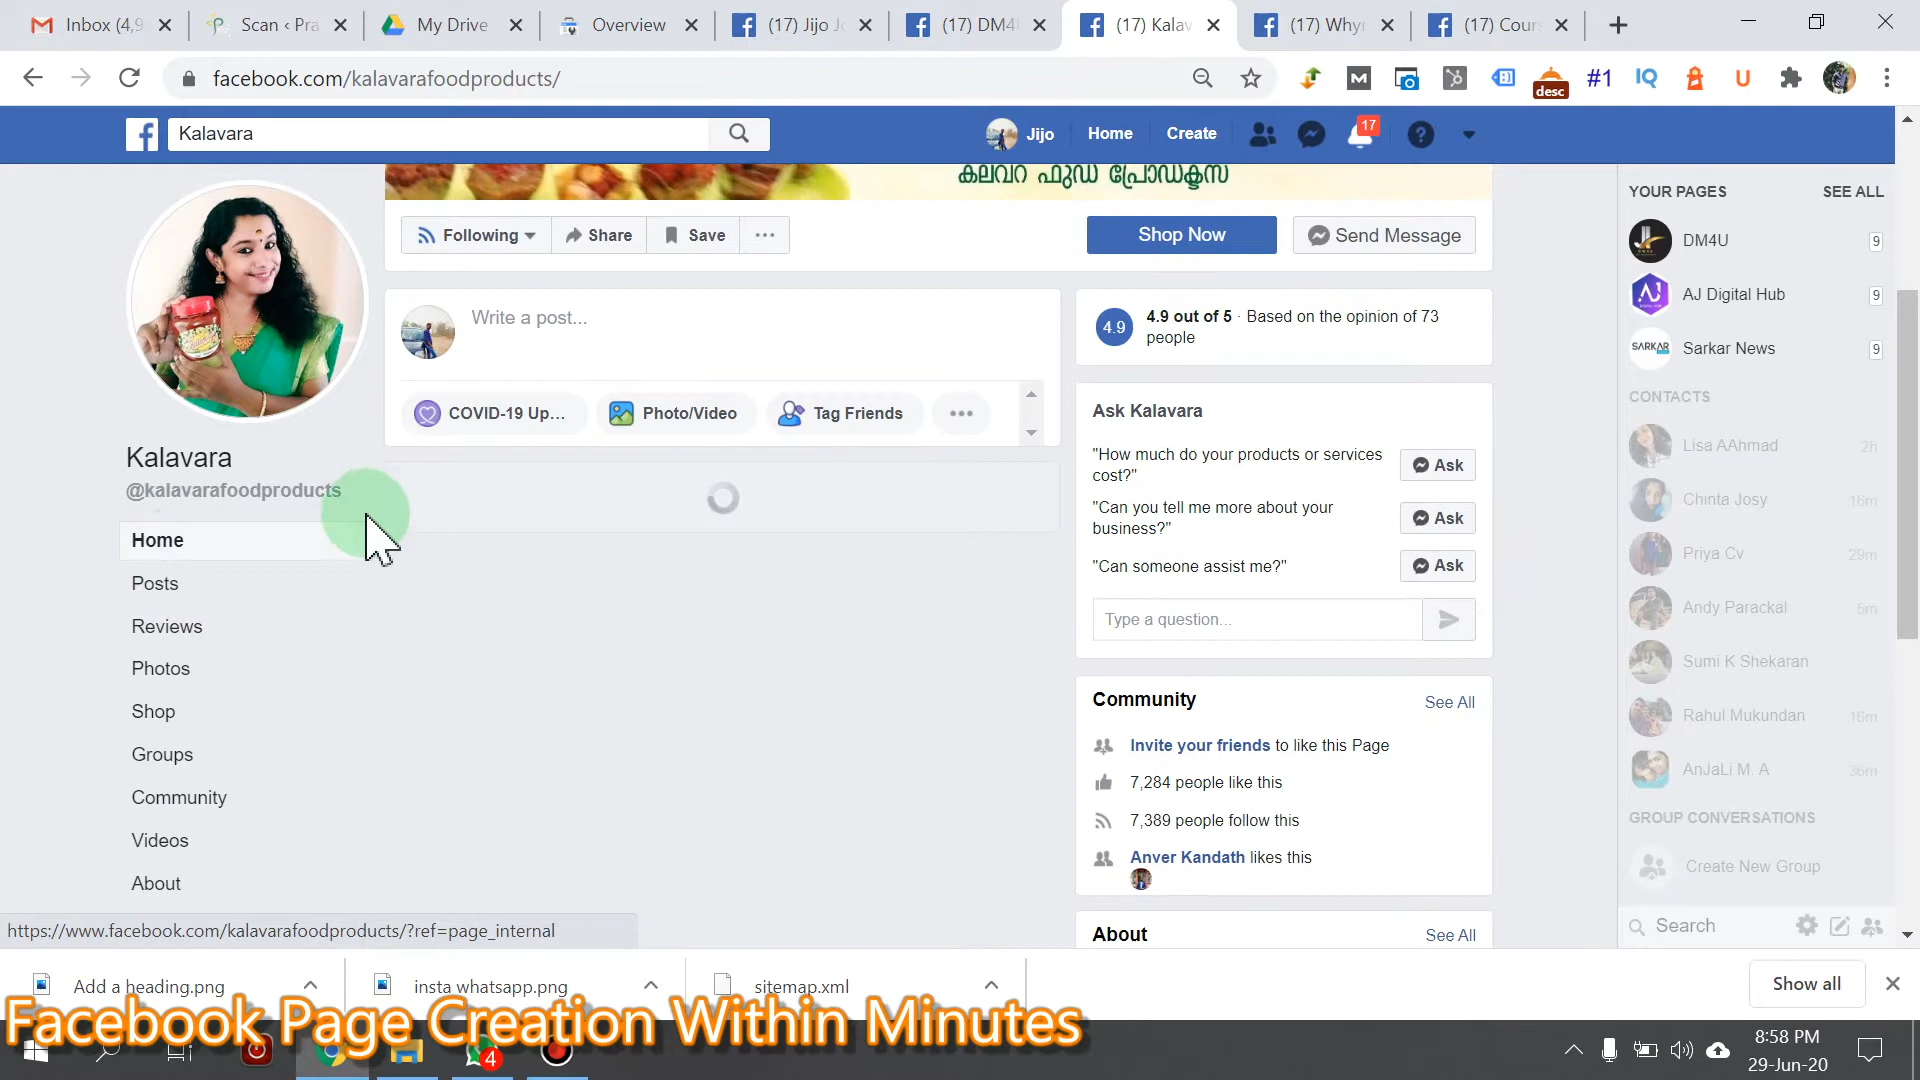 Inbox (4,9
Scan ‹ Pra
My Drive
Overview
(17) Jijo Jo
(17) DM4
(17) Kalav
(17) Whyr
(17) Cours
facebook.com/kalavarafoodproducts/
desc
#1
IQ
U
Kalavara
Jijo
Home
Create
17
കലവറ ഫുഡ് പ്രോഡക്ട്സ്
Following
Share
Save
Shop Now
Send Message
Write a post...
COVID-19 Up...
Photo/Video
Tag Friends
Kalavara
@kalavarafoodproducts
Home
Posts
Reviews
Photos
Shop
Groups
Community
Videos
About
4.9
4.9 out of 5 · Based on the opinion of 73
people
Ask Kalavara
"How much do your products or services
cost?"
Ask
"Can you tell me more about your
business?"
Ask
"Can someone assist me?"
Ask
Type a question...
Community
See All
Invite your friends to like this Page
7,284 people like this
7,389 people follow this
Anver Kandath likes this
About
See All
YOUR PAGES
SEE ALL
DM4U
9
AJ Digital Hub
9
SARKAR
Sarkar News
9
CONTACTS
Lisa AAhmad
2h
Chinta Josy
16m
Priya Cv
29m
Andy Parackal
5m
Sumi K Shekaran
Rahul Mukundan
16m
AnJaLi M. A
36m
GROUP CONVERSATIONS
Create New Group
Search
https://www.facebook.com/kalavarafoodproducts/?ref=page_internal
Add a heading.png
insta whatsapp.png
sitemap.xml
Show all
Facebook Page Creation Within Minutes
4
8:58 PM
29-Jun-20